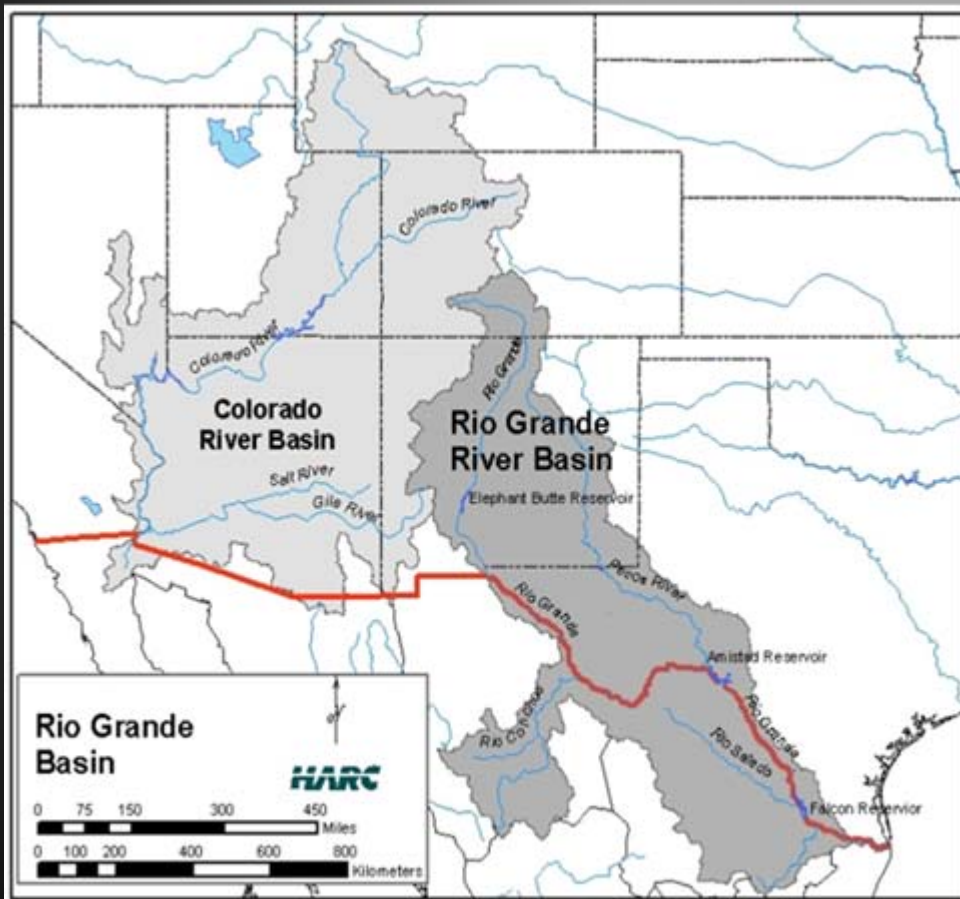 Colorado River
Colorado River
Rio Grande
Colorado
River Basin
Rio Grande
River Basin
Salt River
Gila River
Elephant Butte Reservoir
Pecos River
Rio Grande
Amistad Reservoir
Rio Conchos
Rio Grande
Rio Salado
Falcon Reservior
Rio Grande
Basin
HARC
0 75 150 300 450
Miles
0 100 200 400 600 800
Kilometers